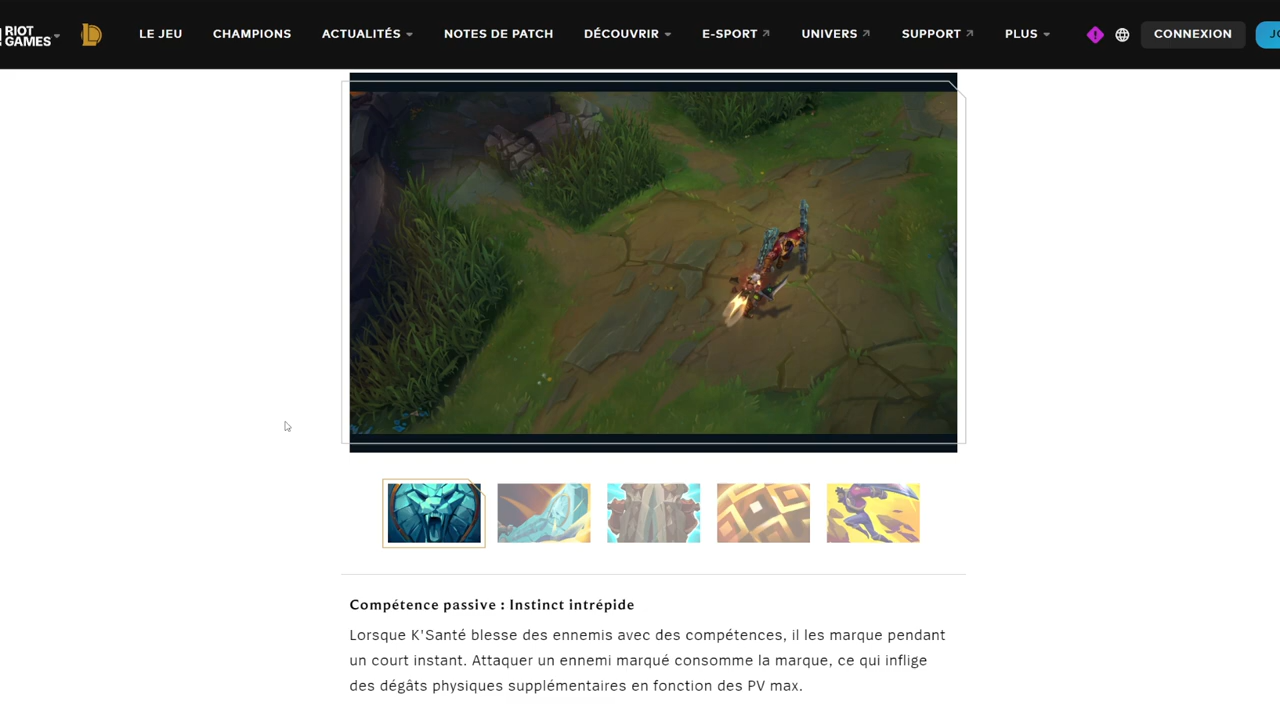 RIOT GAMES
LE JEU CHAMPIONS ACTUALITÉS NOTES DE PATCH DÉCOUVRIR E-SPORT UNIVERS SUPPORT PLUS CONNEXION
Compétence passive : Instinct intrépide
Lorsque K'Santé blesse des ennemis avec des compétences, il les marque pendant
un court instant. Attaquer un ennemi marqué consomme la marque, ce qui inflige
des dégâts physiques supplémentaires en fonction des PV max.